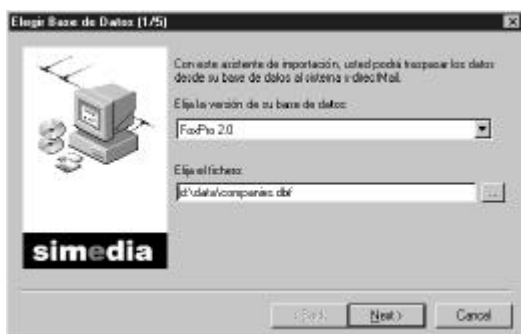 Elegir Base de Datos (1/5)
Con este asistente de importación, usted podrá traspasar los datos
desde su base de datos al sistema s-directMail.
Elija la versión de su base de datos:
FoxPro 2.0
Elija el fichero:
d:\data\companies.dbf
...
simedia
< Back
Next >
Cancel